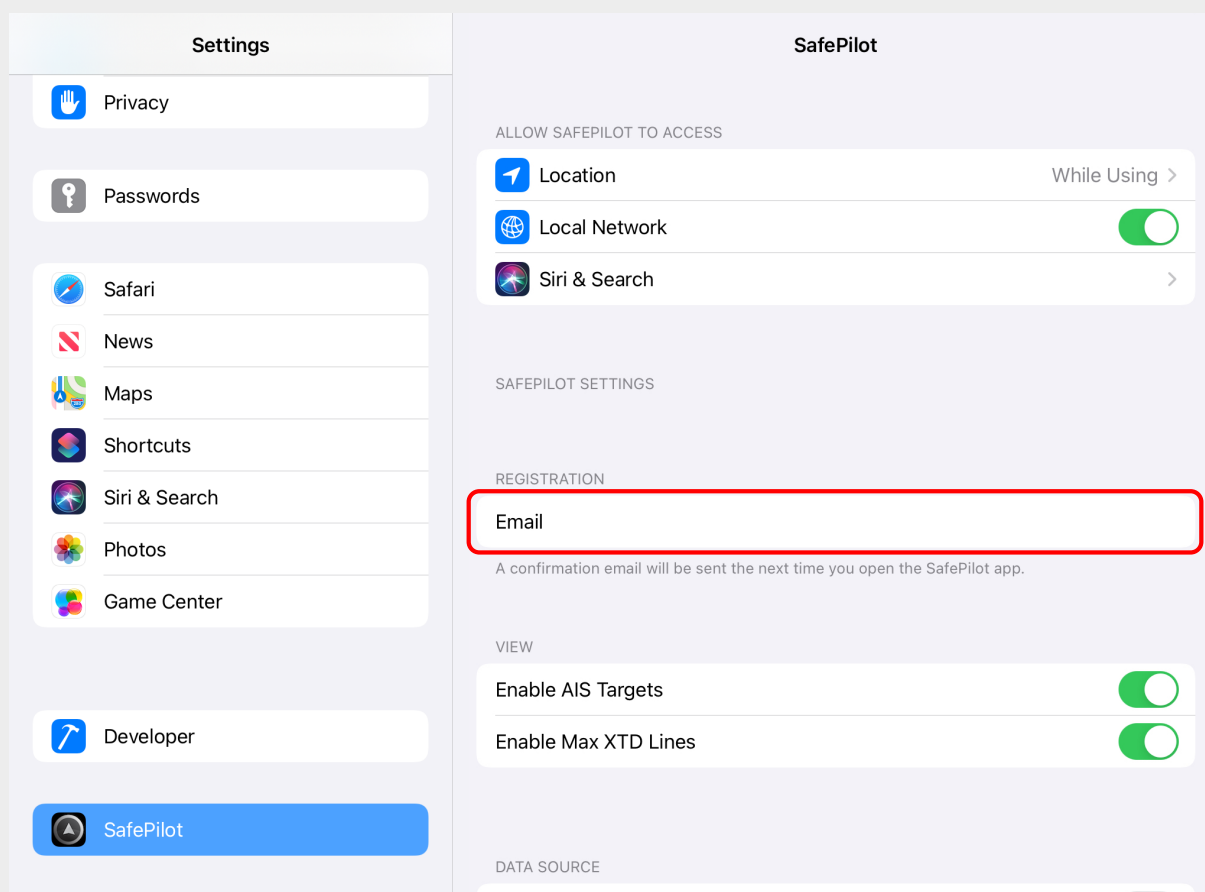 Settings
Privacy
Passwords
Safari
News
Maps
Shortcuts
Siri & Search
Photos
Game Center
Developer
SafePilot
SafePilot
ALLOW SAFEPILOT TO ACCESS
Location While Using
Local Network
Siri & Search
SAFEPILOT SETTINGS
REGISTRATION
Email
A confirmation email will be sent the next time you open the SafePilot app.
VIEW
Enable AIS Targets
Enable Max XTD Lines
DATA SOURCE